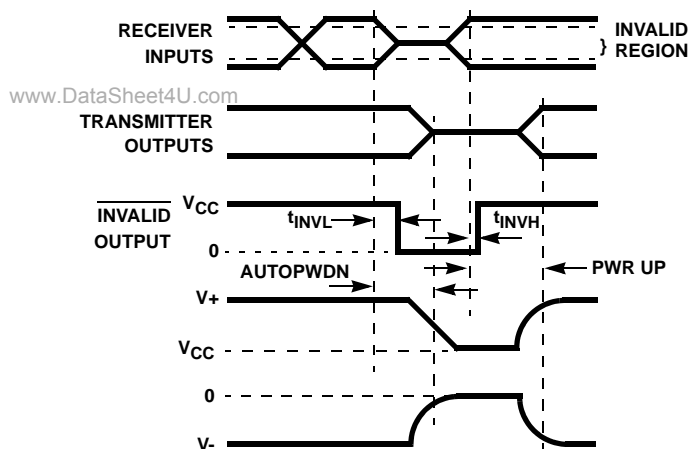 RECEIVER
INPUTS
} INVALID
REGION
www.DataSheet4U.com
TRANSMITTER
OUTPUTS
INVALID
OUTPUT
VCC
0
tINVL
tINVH
AUTOPWDN
PWR UP
V+
VCC
0
V-